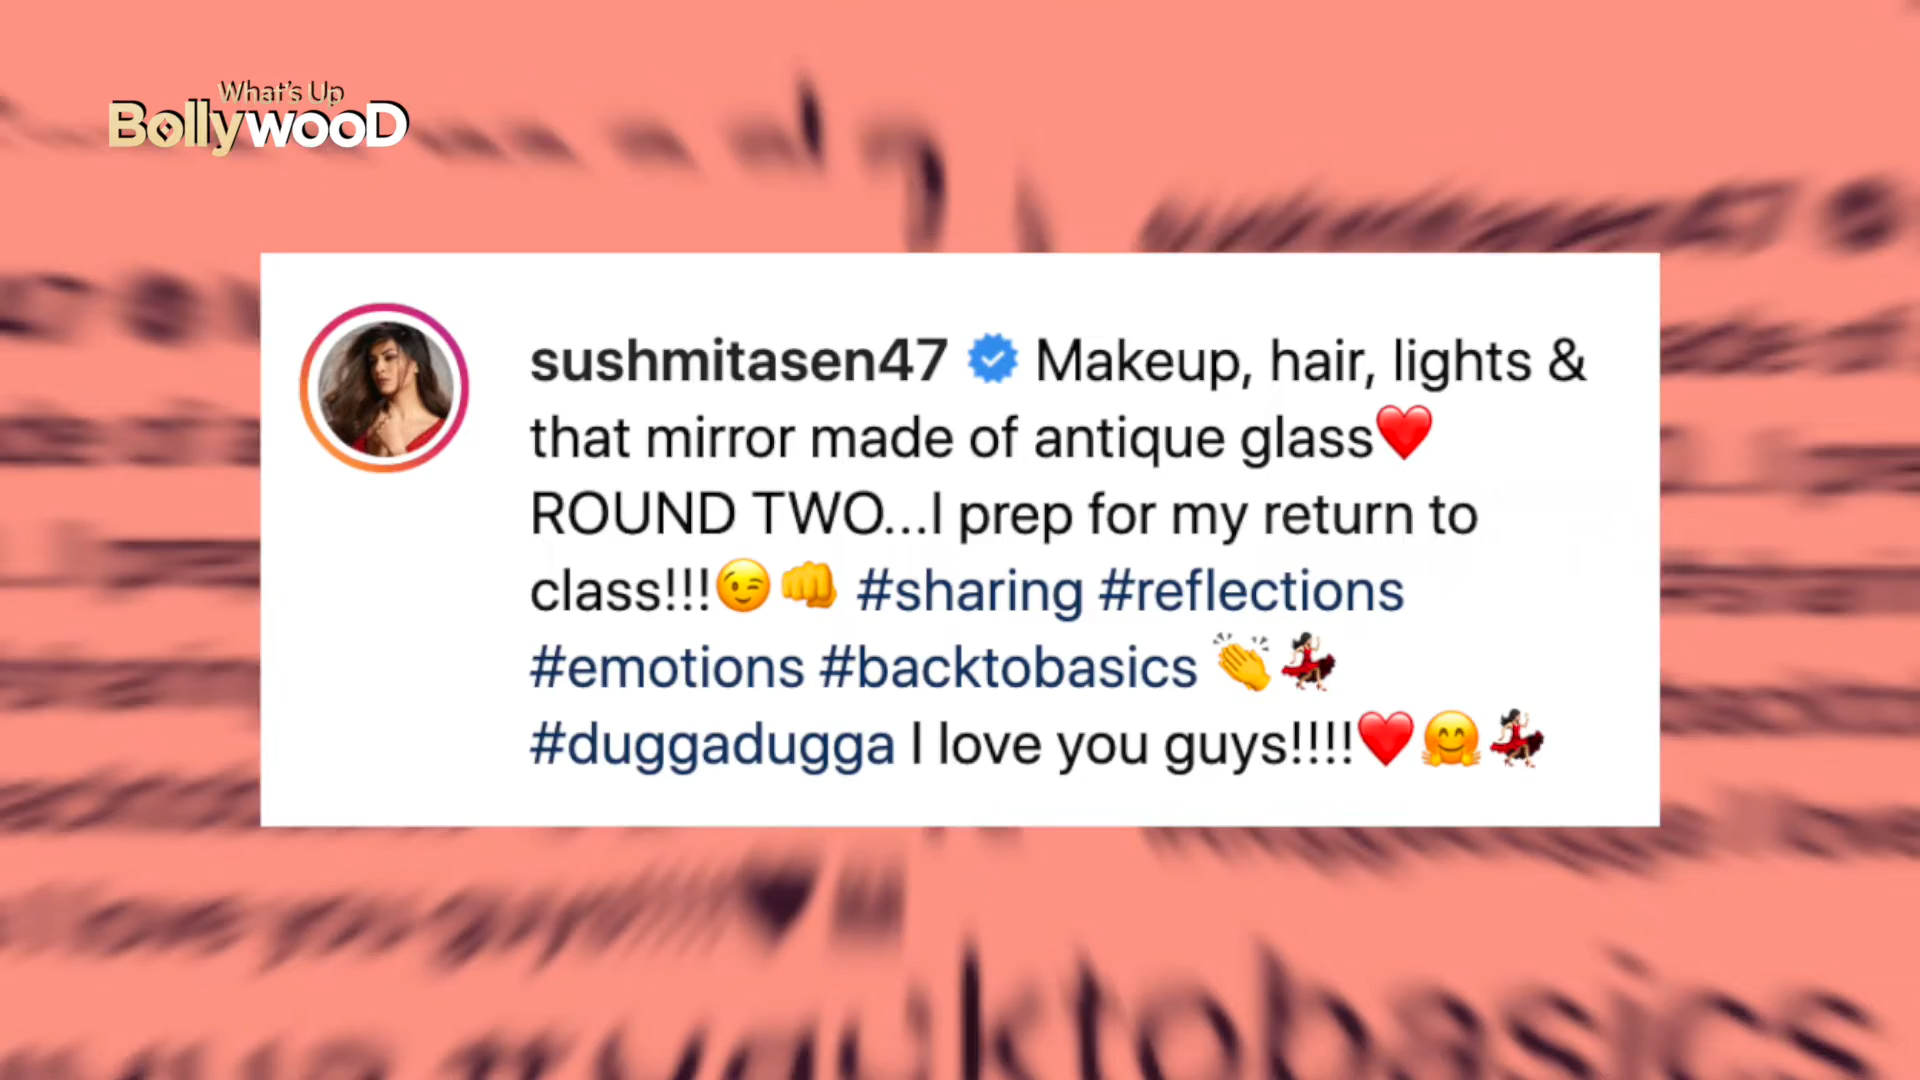 What's Up
BollywooD
sushmitasen47 Makeup, hair, lights &
that mirror made of antique glass❤️
ROUND TWO...I prep for my return to
class!!!😉👊 #sharing #reflections
#emotions #backtobasics 👏💃
#duggadugga I love you guys!!!!❤️🤗💃
ktobasics